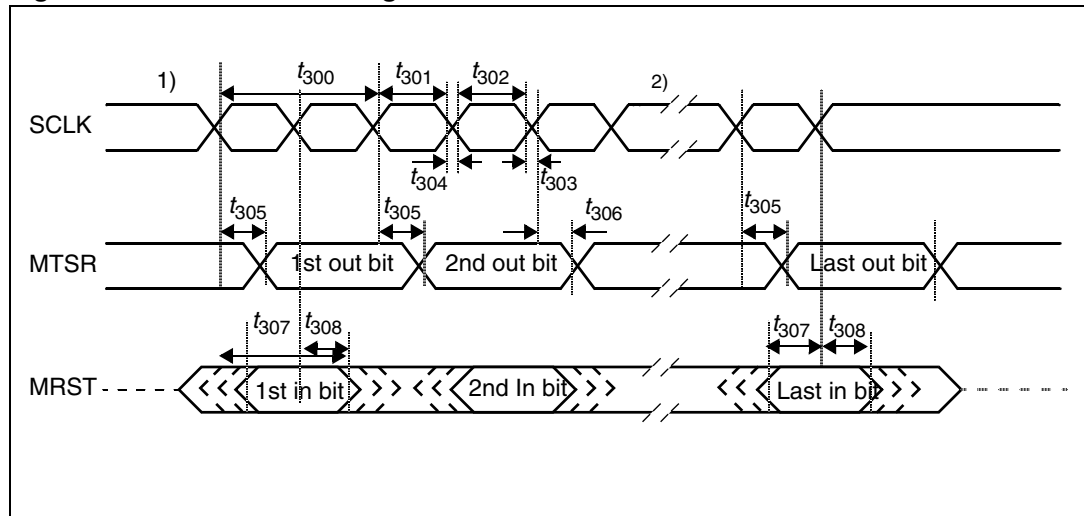 1)
t300
t301
t302
2)
SCLK
t304
t303
t305
t305
t306
t305
MTSR
1st out bit
2nd out bit
Last out bit
t307
t308
t307
t308
MRST
1st in bit
2nd In bit
Last in bit